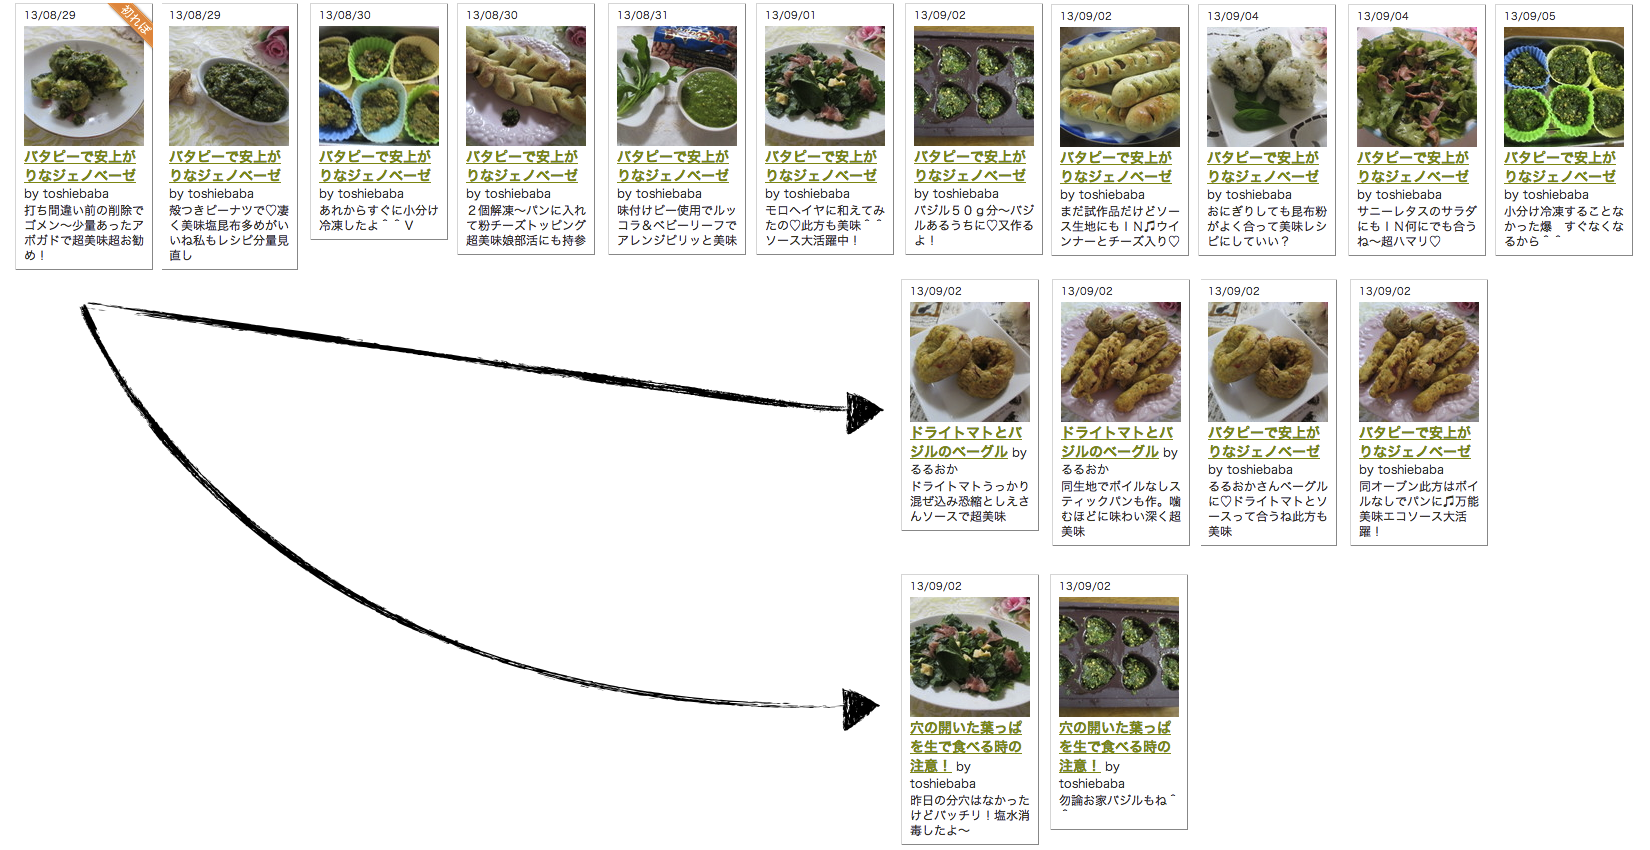 13/08/29
初れぽ
バタピーで安上が
りなジェノベーゼ
by toshiebaba
打ち間違い前の削除で
ゴメン〜少量あったア
ボガドで超美味超お勧
め！
13/08/29
バタピーで安上が
りなジェノベーゼ
by toshiebaba
殻つきピーナツで♡凄
く美味塩昆布多めがい
いね私もレシピ分量見
直し
13/08/30
バタピーで安上が
りなジェノベーゼ
by toshiebaba
あれからすぐに小分け
冷凍したよ＾＾Ｖ
13/08/30
バタピーで安上が
りなジェノベーゼ
by toshiebaba
２個解凍〜パンに入れ
て粉チーズトッピング
超美味娘部活にも持参
13/08/31
バタピーで安上が
りなジェノベーゼ
by toshiebaba
味付けピー使用でルッ
コラ＆ベビーリーフで
アレンジピリッと美味
13/09/01
バタピーで安上が
りなジェノベーゼ
by toshiebaba
モロヘイヤに和えてみ
たの♡此方も美味＾＾
ソース大活躍中！
13/09/02
バタピーで安上が
りなジェノベーゼ
by toshiebaba
バジル５０ｇ分〜バジ
ルあるうちに♡又作る
よ！
13/09/02
バタピーで安上が
りなジェノベーゼ
by toshiebaba
まだ試作品だけどソー
ス生地にもＩＮ♫ウイ
ンナーとチーズ入り♡
13/09/04
バタピーで安上が
りなジェノベーゼ
by toshiebaba
おにぎりしても昆布粉
がよく合って美味レシ
ピにしていい？
13/09/04
バタピーで安上が
りなジェノベーゼ
by toshiebaba
サニーレタスのサラダ
にもＩＮ何にでも合う
ね〜超ハマリ♡
13/09/05
バタピーで安上が
りなジェノベーゼ
by toshiebaba
小分け冷凍することな
かった爆　すぐなくな
るから＾＾
13/09/02
ドライトマトとバ
ジルのベーグル by
るるおか
ドライトマトうっかり
混ぜ込み恐縮としえさ
んソースで超美味
13/09/02
ドライトマトとバ
ジルのベーグル by
るるおか
同生地でボイルなしス
ティックパンも作。噛
むほどに味わい深く超
美味
13/09/02
バタピーで安上が
りなジェノベーゼ
by toshiebaba
るるおかさんベーグル
に♡ドライトマトとソ
ースって合うね此方も
美味
13/09/02
バタピーで安上が
りなジェノベーゼ
by toshiebaba
同オーブン此方はボイ
ルなしでパンに♫万能
美味エコソース大活
躍！
13/09/02
穴の開いた葉っぱ
を生で食べる時の
注意！ by
toshiebaba
昨日の分穴はなかった
けどバッチリ！塩水消
毒したよ〜
13/09/02
穴の開いた葉っぱ
を生で食べる時の
注意！ by
toshiebaba
勿論お家バジルもね＾
＾